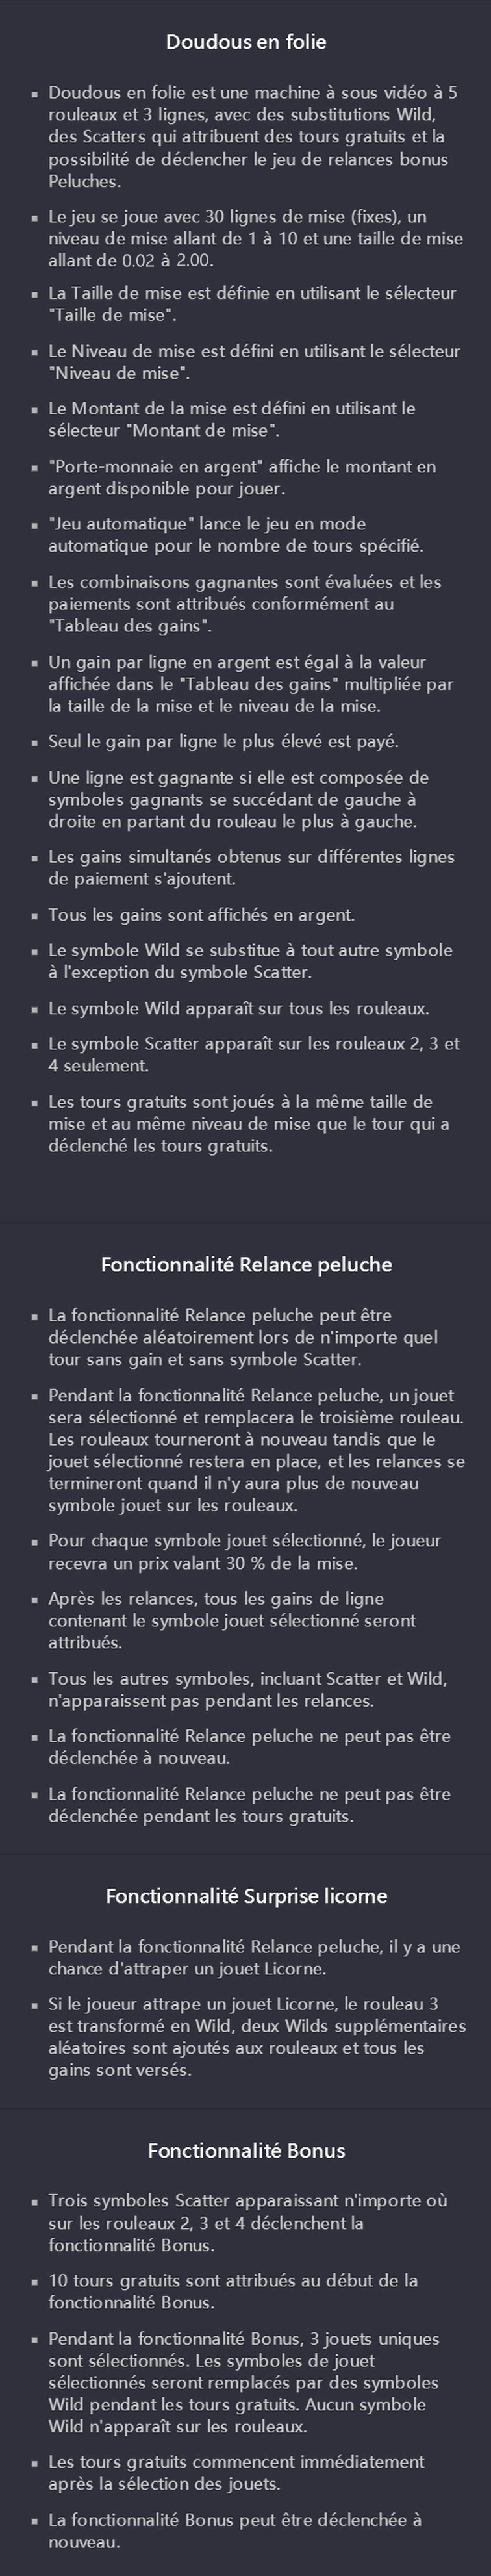 Doudous en folie
▪ Doudous en folie est une machine à sous vidéo à 5
rouleaux et 3 lignes, avec des substitutions Wild,
des Scatters qui attribuent des tours gratuits et la
possibilité de déclencher le jeu de relances bonus
Peluches.
▪ Le jeu se joue avec 30 lignes de mise (fixes), un
niveau de mise allant de 1 à 10 et une taille de mise
allant de 0.02 à 2.00.
▪ La Taille de mise est définie en utilisant le sélecteur
"Taille de mise".
▪ Le Niveau de mise est défini en utilisant le sélecteur
"Niveau de mise".
▪ Le Montant de la mise est défini en utilisant le
sélecteur "Montant de mise".
▪ "Porte-monnaie en argent" affiche le montant en
argent disponible pour jouer.
▪ "Jeu automatique" lance le jeu en mode
automatique pour le nombre de tours spécifié.
▪ Les combinaisons gagnantes sont évaluées et les
paiements sont attribués conformément au
"Tableau des gains".
▪ Un gain par ligne en argent est égal à la valeur
affichée dans le "Tableau des gains" multipliée par
la taille de la mise et le niveau de la mise.
▪ Seul le gain par ligne le plus élevé est payé.
▪ Une ligne est gagnante si elle est composée de
symboles gagnants se succédant de gauche à
droite en partant du rouleau le plus à gauche.
▪ Les gains simultanés obtenus sur différentes lignes
de paiement s'ajoutent.
▪ Tous les gains sont affichés en argent.
▪ Le symbole Wild se substitue à tout autre symbole
à l'exception du symbole Scatter.
▪ Le symbole Wild apparaît sur tous les rouleaux.
▪ Le symbole Scatter apparaît sur les rouleaux 2, 3 et
4 seulement.
▪ Les tours gratuits sont joués à la même taille de
mise et au même niveau de mise que le tour qui a
déclenché les tours gratuits.
Fonctionnalité Relance peluche
▪ La fonctionnalité Relance peluche peut être
déclenchée aléatoirement lors de n'importe quel
tour sans gain et sans symbole Scatter.
▪ Pendant la fonctionnalité Relance peluche, un jouet
sera sélectionné et remplacera le troisième rouleau.
Les rouleaux tourneront à nouveau tandis que le
jouet sélectionné restera en place, et les relances se
termineront quand il n'y aura plus de nouveau
symbole jouet sur les rouleaux.
▪ Pour chaque symbole jouet sélectionné, le joueur
recevra un prix valant 30 % de la mise.
▪ Après les relances, tous les gains de ligne
contenant le symbole jouet sélectionné seront
attribués.
▪ Tous les autres symboles, incluant Scatter et Wild,
n'apparaissent pas pendant les relances.
▪ La fonctionnalité Relance peluche ne peut pas être
déclenchée à nouveau.
▪ La fonctionnalité Relance peluche ne peut pas être
déclenchée pendant les tours gratuits.
Fonctionnalité Surprise licorne
▪ Pendant la fonctionnalité Relance peluche, il y a une
chance d'attraper un jouet Licorne.
▪ Si le joueur attrape un jouet Licorne, le rouleau 3
est transformé en Wild, deux Wilds supplémentaires
aléatoires sont ajoutés aux rouleaux et tous les
gains sont versés.
Fonctionnalité Bonus
▪ Trois symboles Scatter apparaissant n'importe où
sur les rouleaux 2, 3 et 4 déclenchent la
fonctionnalité Bonus.
▪ 10 tours gratuits sont attribués au début de la
fonctionnalité Bonus.
▪ Pendant la fonctionnalité Bonus, 3 jouets uniques
sont sélectionnés. Les symboles de jouet
sélectionnés seront remplacés par des symboles
Wild pendant les tours gratuits. Aucun symbole
Wild n'apparaît sur les rouleaux.
▪ Les tours gratuits commencent immédiatement
après la sélection des jouets.
▪ La fonctionnalité Bonus peut être déclenchée à
nouveau.